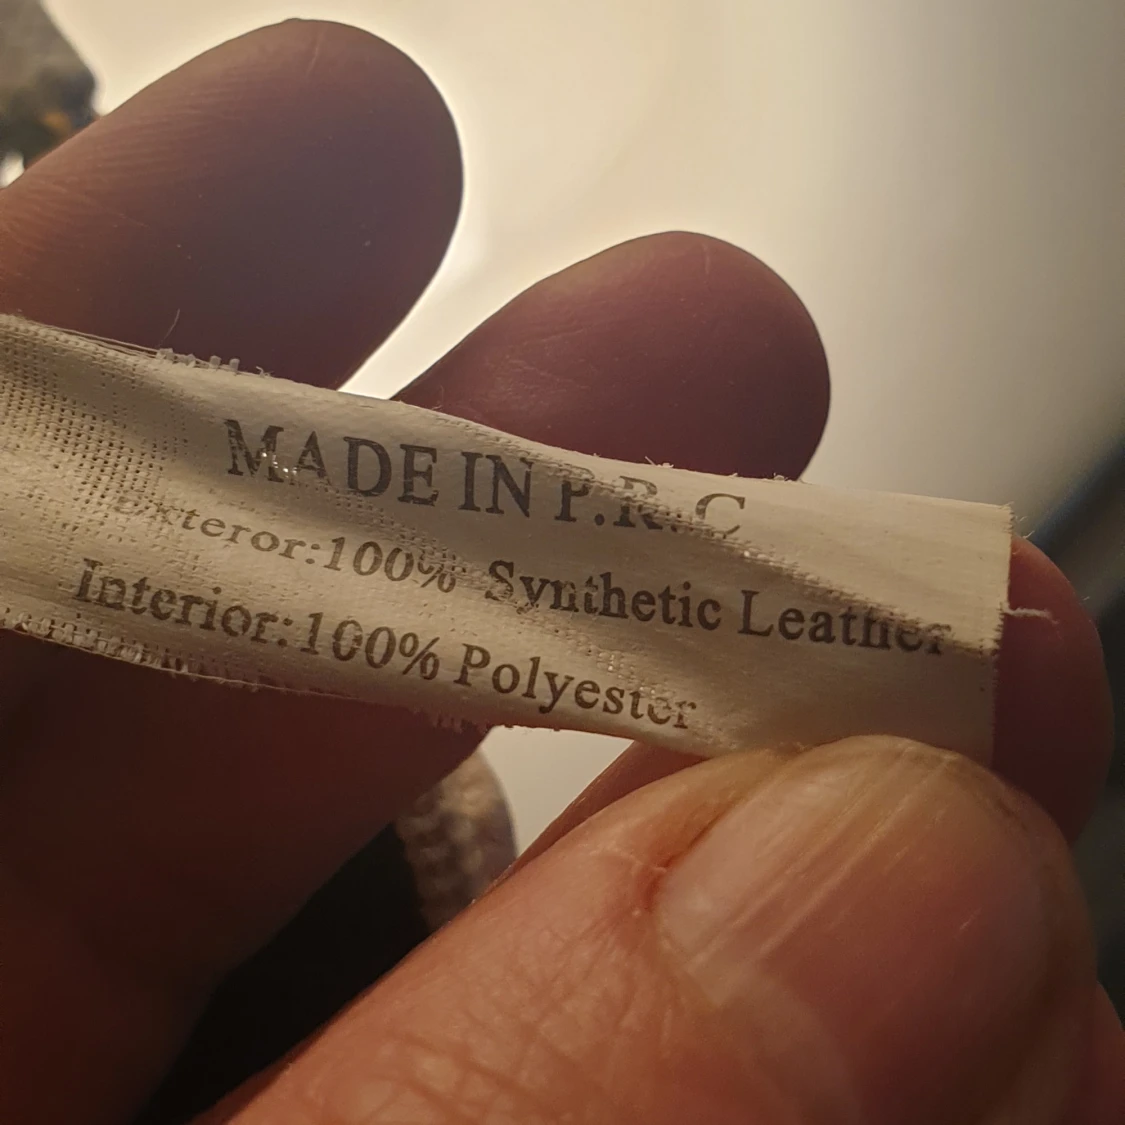 MADE IN P.R.C
Exteror:100% Synthetic Leather
Interior:100% Polyester